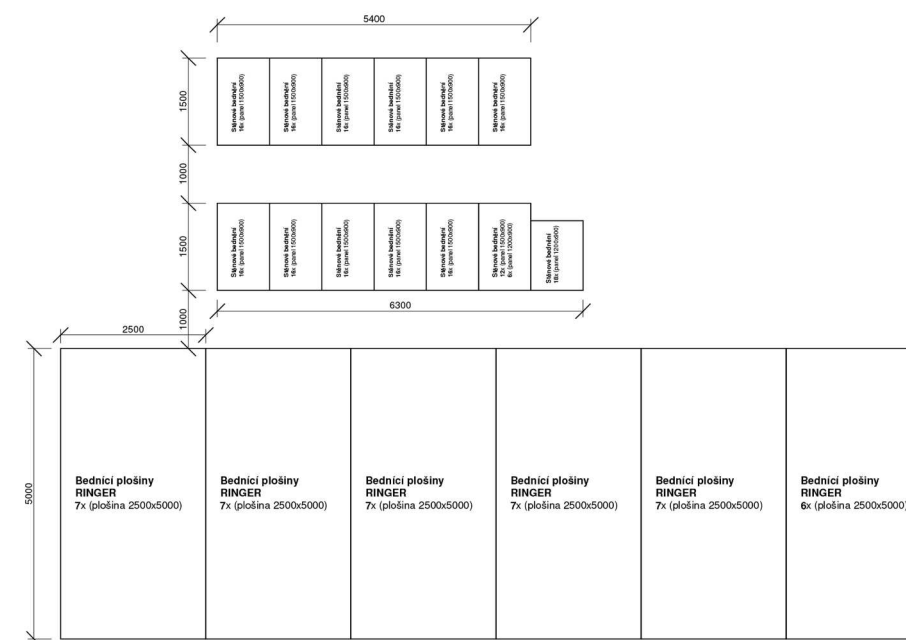 5400
1500
Stěnové bednění
16x (panel 1500x900)
Stěnové bednění
16x (panel 1500x900)
Stěnové bednění
16x (panel 1500x900)
Stěnové bednění
16x (panel 1500x900)
Stěnové bednění
16x (panel 1500x900)
Stěnové bednění
16x (panel 1500x900)
1000
1500
Stěnové bednění
16x (panel 1500x900)
Stěnové bednění
16x (panel 1500x900)
Stěnové bednění
16x (panel 1500x900)
Stěnové bednění
16x (panel 1500x900)
Stěnové bednění
16x (panel 1500x900)
Stěnové bednění
12x (panel 1500x900)
6x (panel 1200x900)
Stěnové bednění
18x (panel 1200x900)
6300
1000
2500
5000
Bednící plošiny
RINGER
7x (plošina 2500x5000)
Bednící plošiny
RINGER
7x (plošina 2500x5000)
Bednící plošiny
RINGER
7x (plošina 2500x5000)
Bednící plošiny
RINGER
7x (plošina 2500x5000)
Bednící plošiny
RINGER
7x (plošina 2500x5000)
Bednící plošiny
RINGER
6x (plošina 2500x5000)